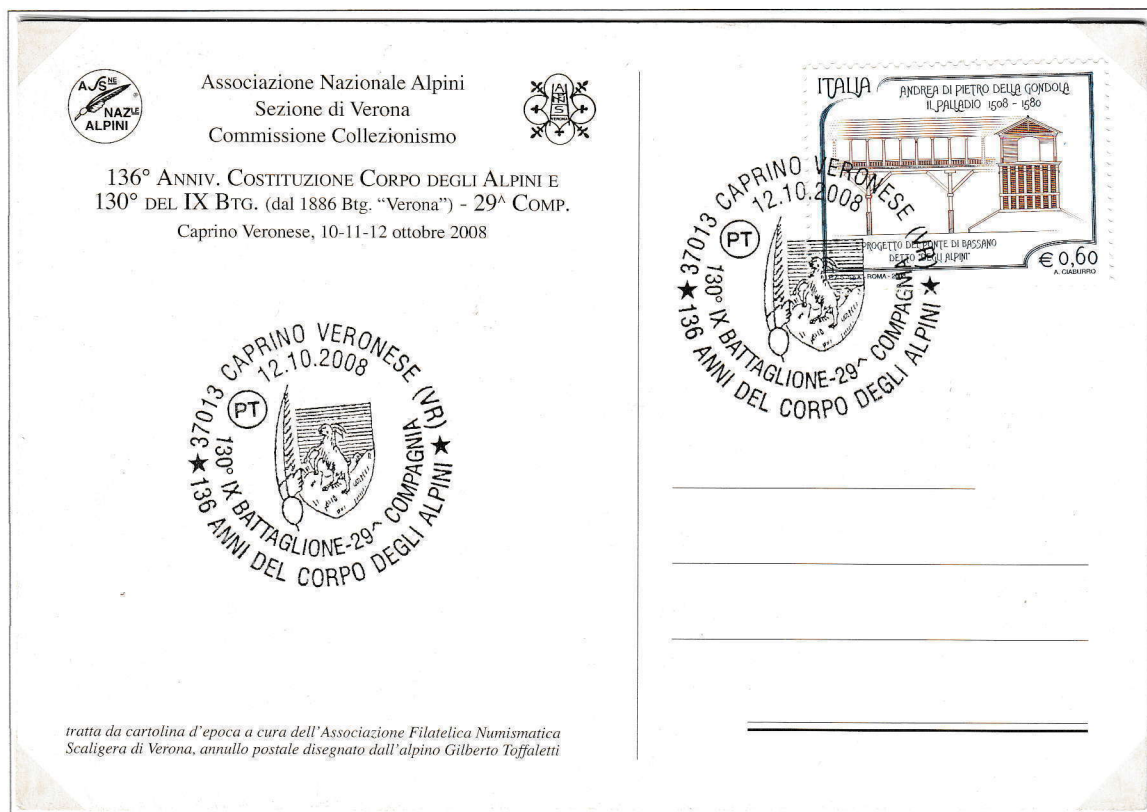 ASS NE
NAZLE
ALPINI
Associazione Nazionale Alpini
Sezione di Verona
Commissione Collezionismo
VERONA
136° ANNIV. COSTITUZIONE CORPO DEGLI ALPINI E
130° DEL IX BTG. (dal 1886 Btg. “Verona”) - 29^ COMP.
Caprino Veronese, 10-11-12 ottobre 2008
★ 37013 CAPRINO VERONESE (VR) ★
12.10.2008
PT
130° IX BATTAGLIONE-29^ COMPAGNIA
136 ANNI DEL CORPO DEGLI ALPINI
tratta da cartolina d'epoca a cura dell'Associazione Filatelica Numismatica
Scaligera di Verona, annullo postale disegnato dall'alpino Gilberto Toffaletti
ITALIA
ANDREA DI PIETRO DELLA GONDOLA
IL PALLADIO 1508 - 1580
PROGETTO DEL PONTE DI BASSANO
DETTO "DEGLI ALPINI"
€ 0,60
A. CIABURRO
★ 37013 CAPRINO VERONESE (VR) ★
12.10.2008
PT
130° IX BATTAGLIONE-29^ COMPAGNIA
136 ANNI DEL CORPO DEGLI ALPINI